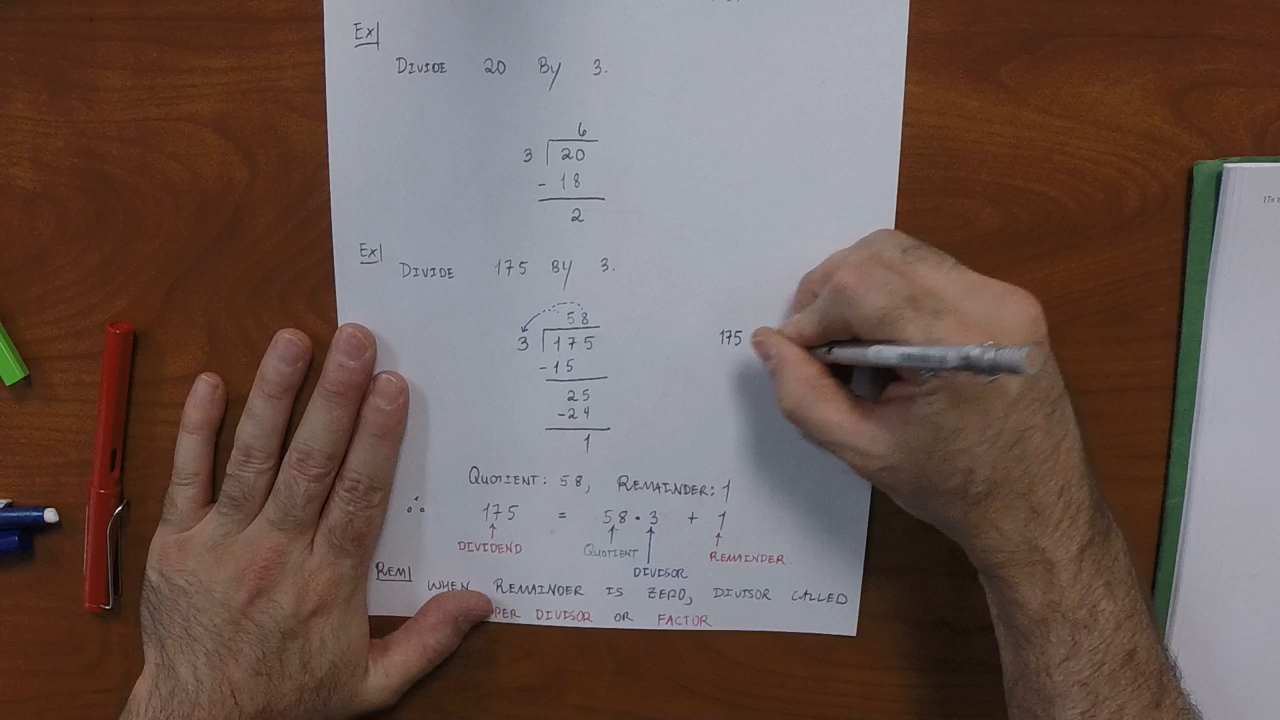 Ex|
DIVIDE 20 BY 3.
6
3 20
- 18
2
Ex|
DIVIDE 175 BY 3.
58
3 175
175
-15
25
-24
1
QUOTIENT: 58, REMAINDER: 1
∴ 175 = 58 · 3 + 1
DIVIDEND QUOTIENT DIVISOR REMAINDER.
REM| WHEN REMAINDER IS ZERO, DIVISOR CALLED
DIVISOR OR FACTOR.